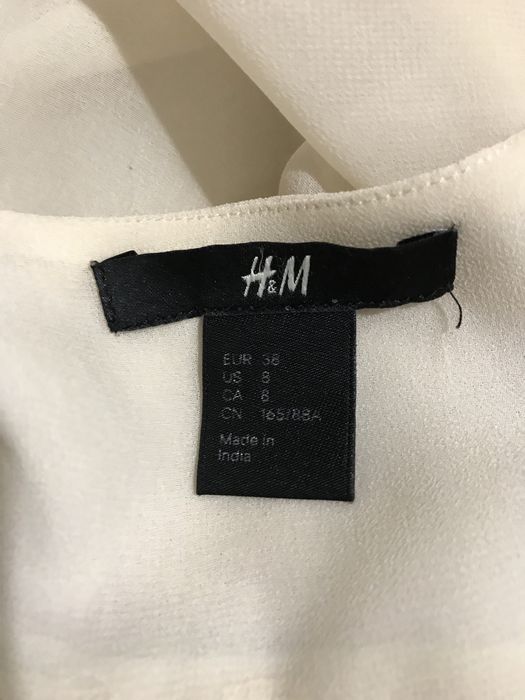 H&M
EUR 38
US 8
CA 8
CN 165/88A
Made in
India